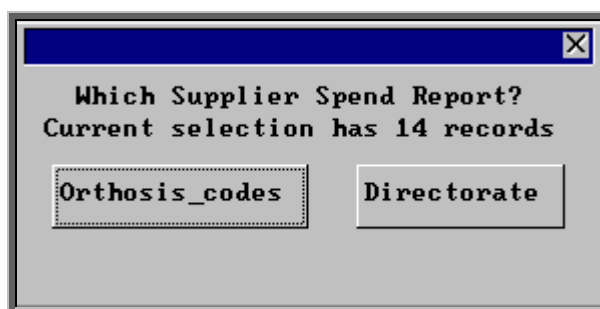 Which Supplier Spend Report?
Current selection has 14 records
Orthosis_codes Directorate